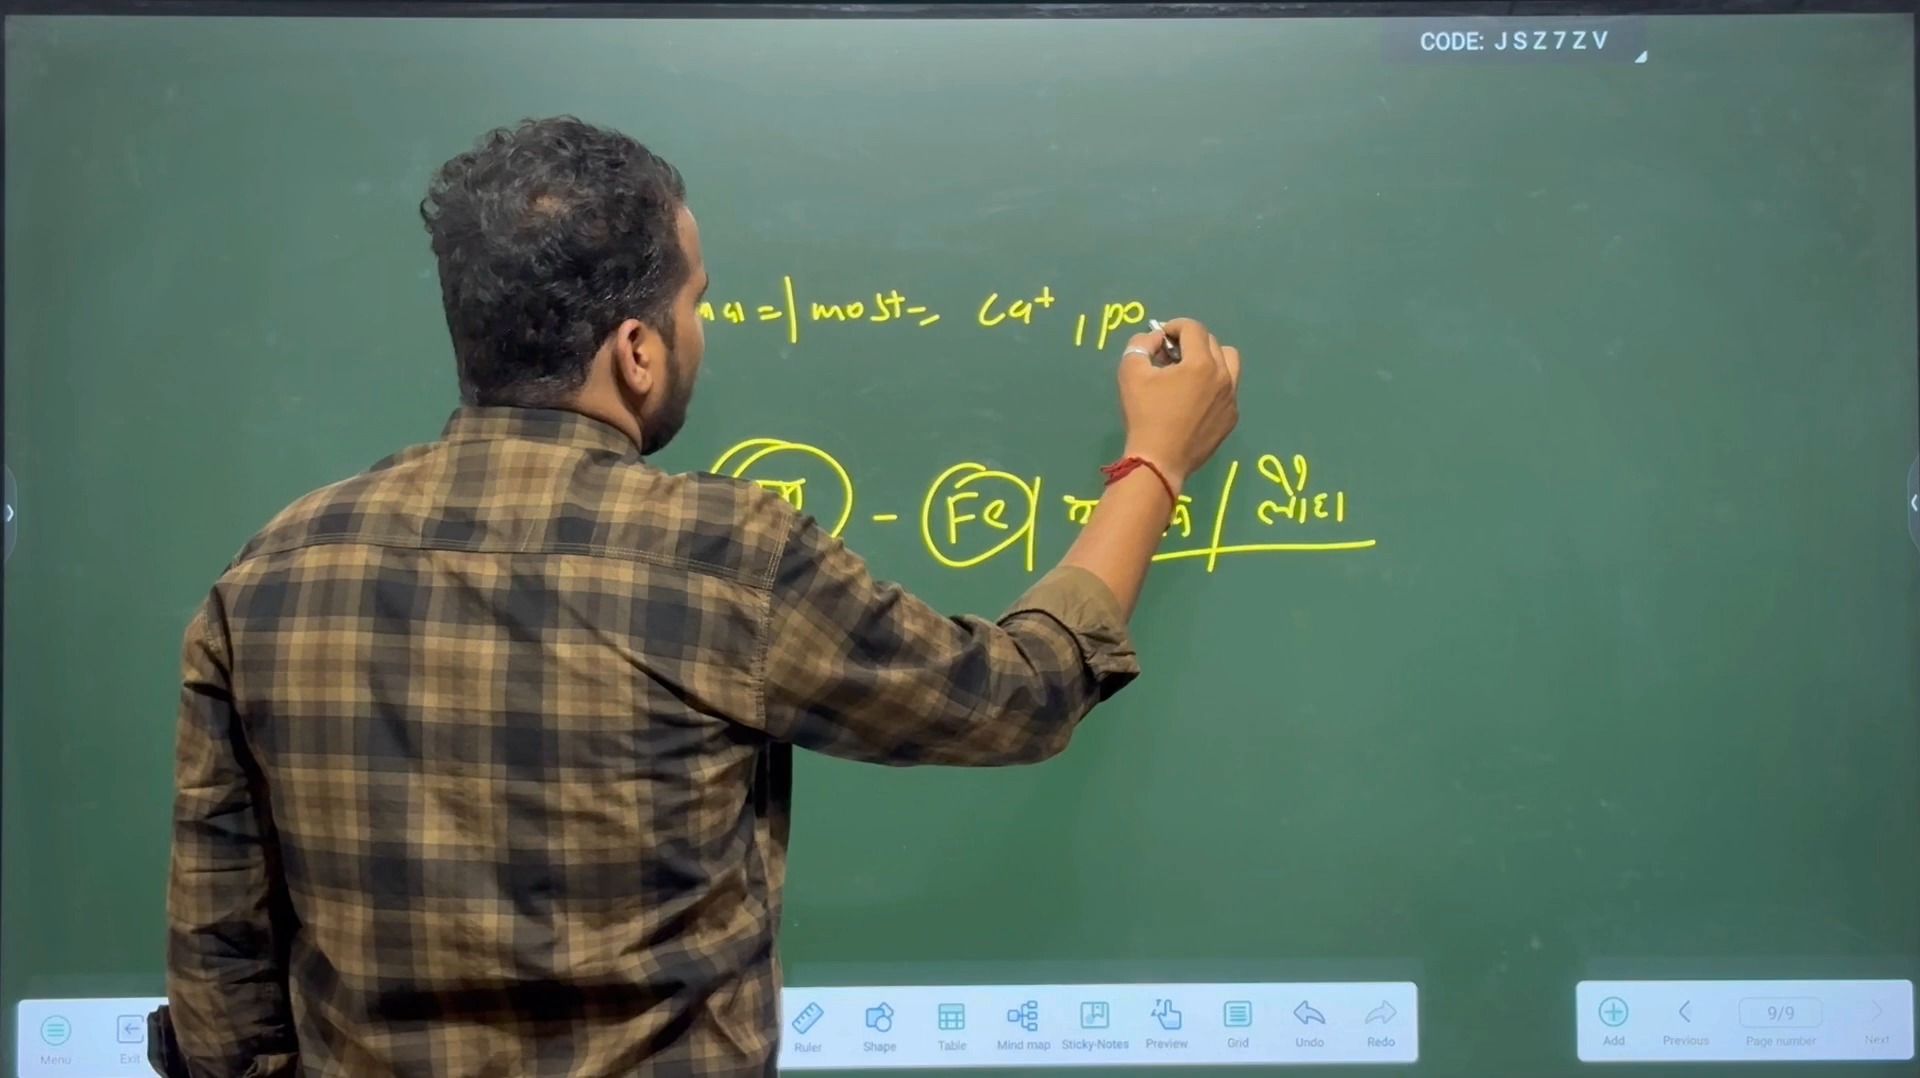 CODE: JSZ7ZV
=| most= Ca+, po
- Fe | / लोहा
Menu
Exit
Ruler
Shape
Table
Mind map
Sticky-Notes
Preview
Grid
Undo
Redo
Add
Previous
9/9
Page number
Next